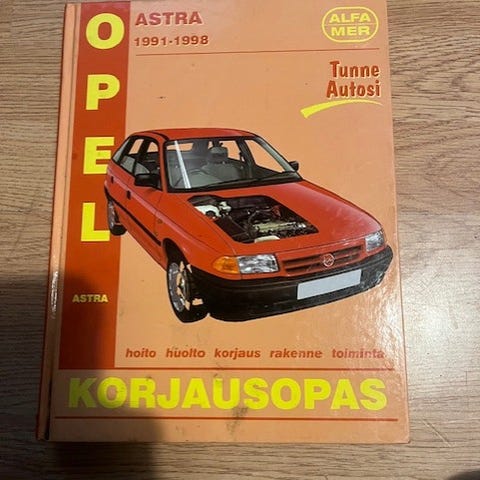 OPEL
ASTRA
1991-1998
ALFA
MER
Tunne
Autosi
ASTRA
hoito huolto korjaus rakenne toiminta
KORJAUSOPAS